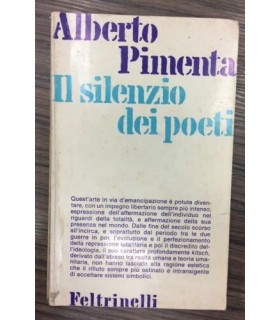 Alberto
Pimenta
Il silenzio
dei poeti
Quest'arte in via d'emancipazione è potuta diven-
tare, con un impegno libertario sempre più intenso,
espressione dell'affermazione dell'individuo nei
riguardi della totalità, e affermazione della sua
presenza nel mondo. Dalla fine del secolo scorso
all'incirca, e soprattutto dal periodo tra le due
guerre in poi, l'evoluzione e il perfezionamento
della repressione totalitaria e poi il discredito del-
l'ideologia, il suo carattere profondamente kitsch,
derivato dall'abisso tra realtà umana e teoria uma-
nitaria, non hanno lasciato alla ragione estetica
che il rifiuto sempre più ostinato e intransigente
di accettare sistemi simbolici.
Feltrinelli